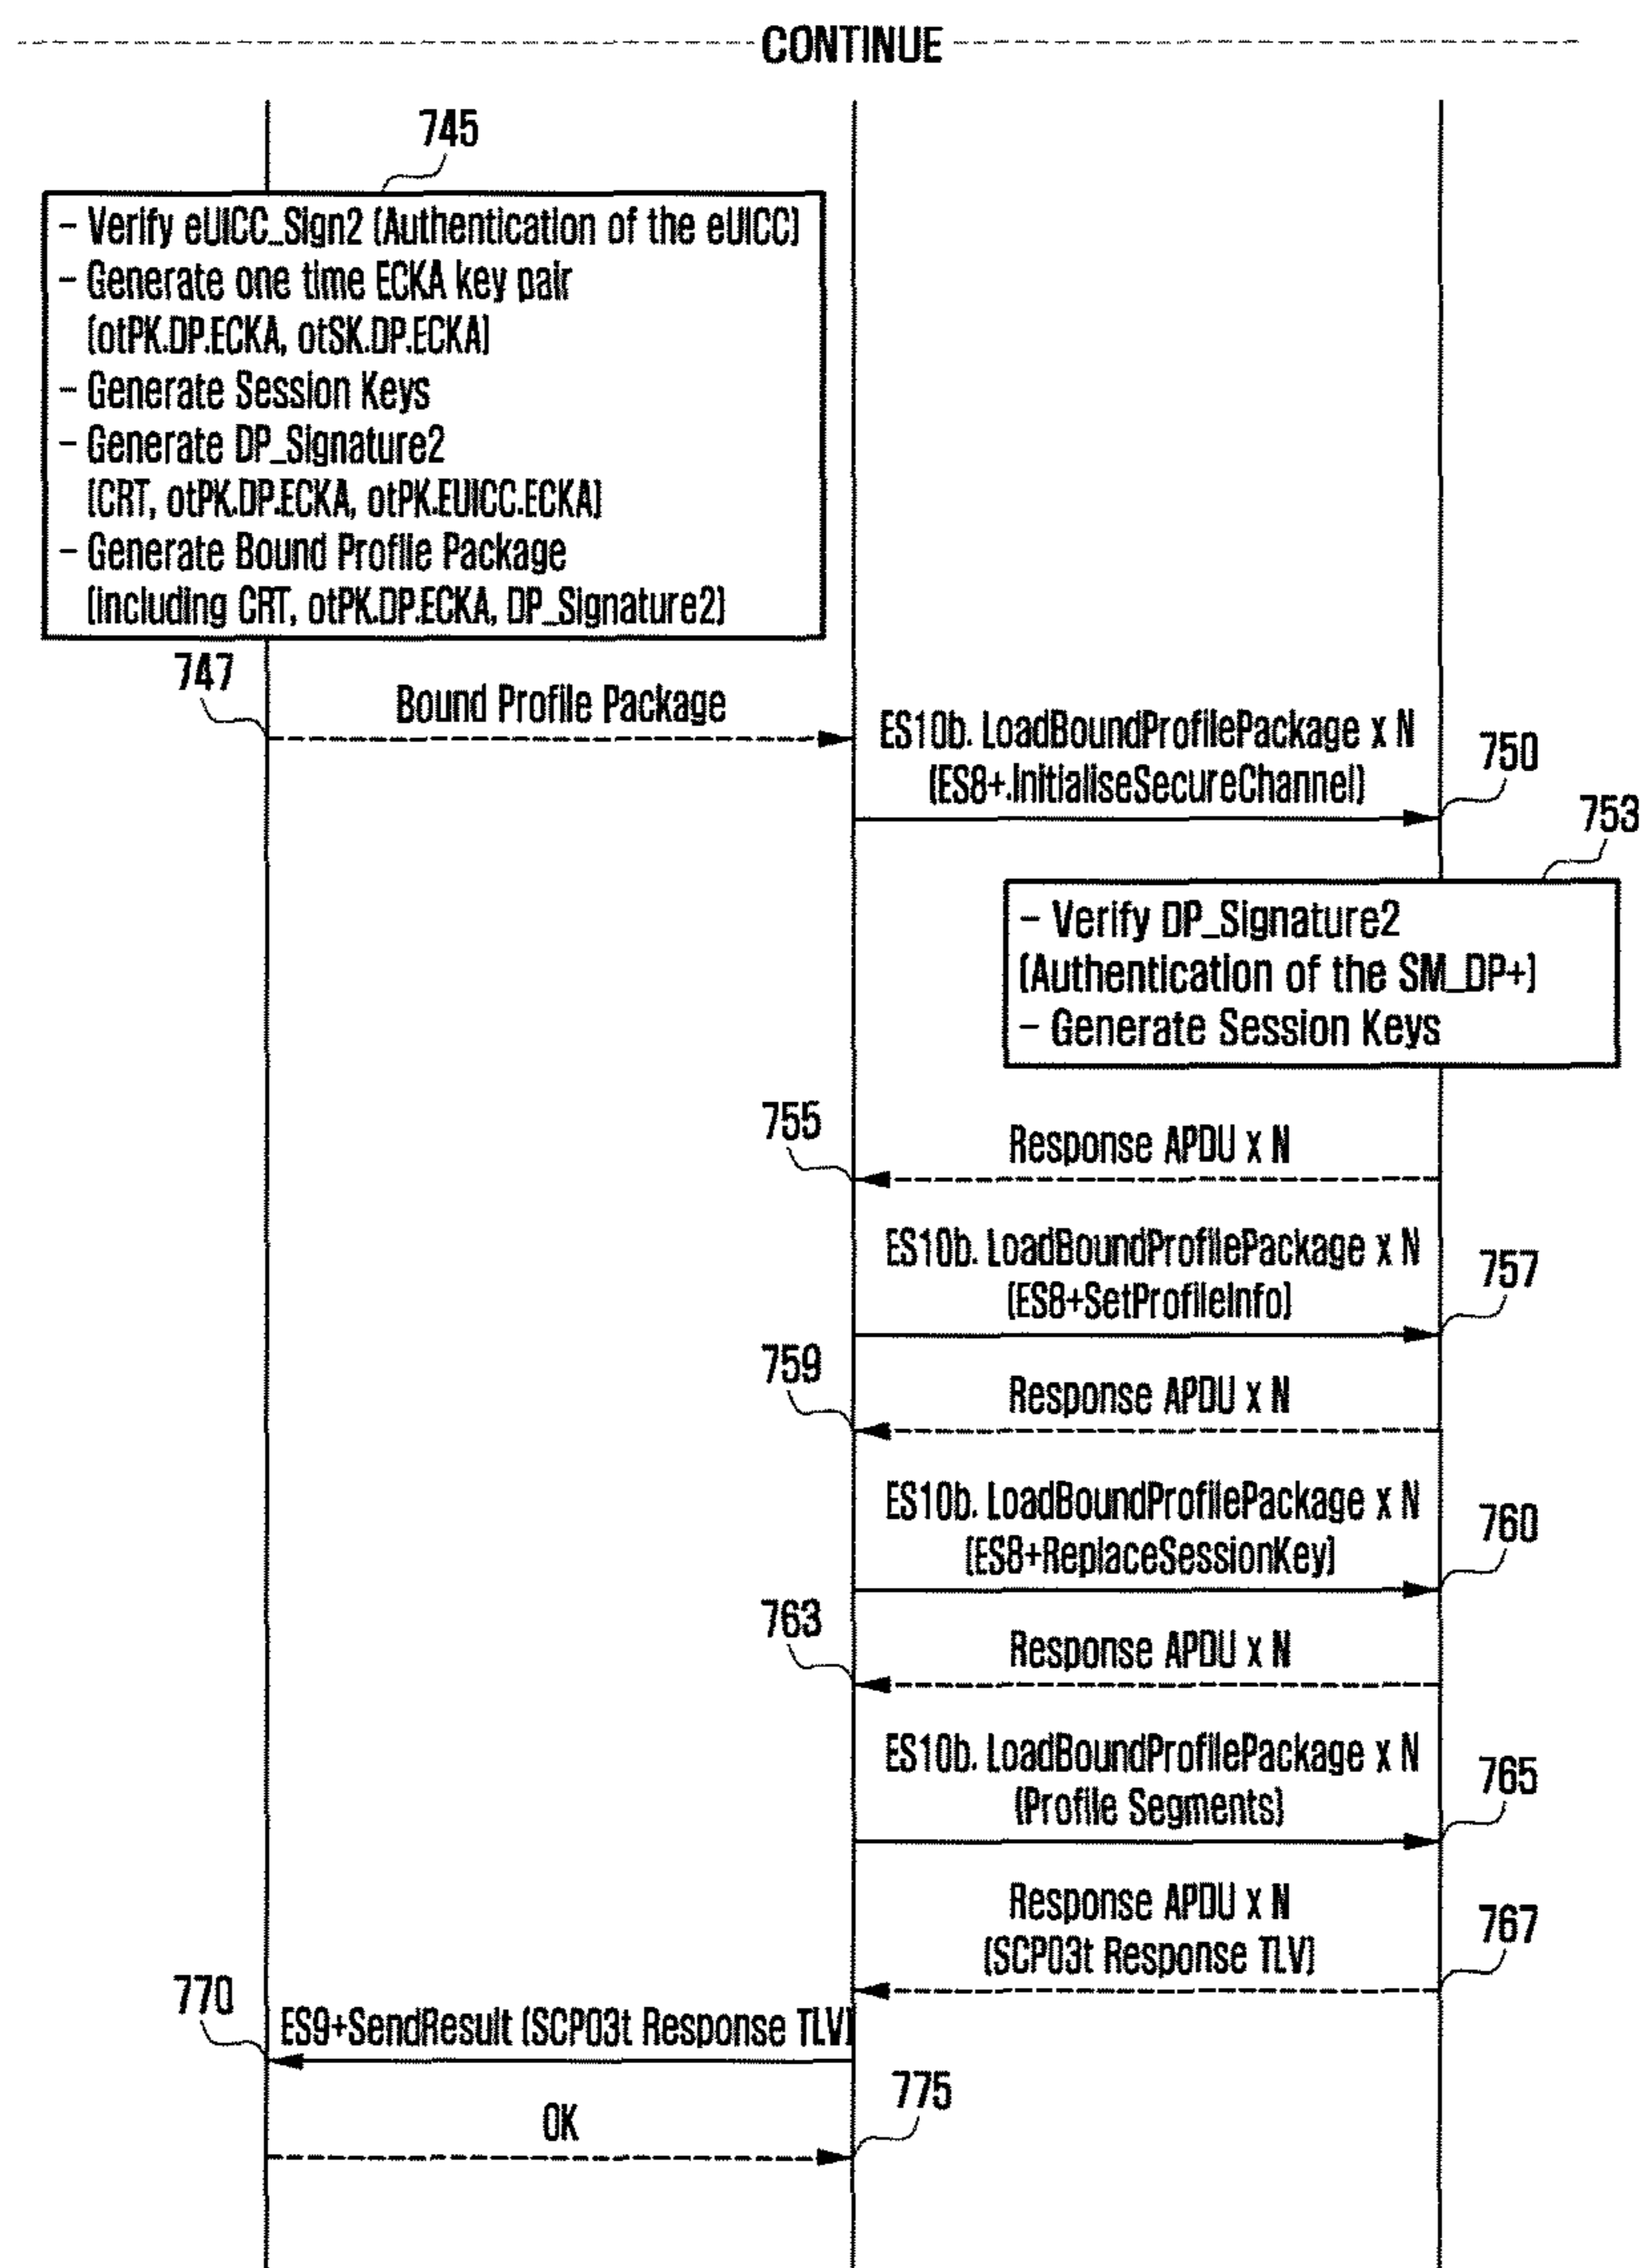 CONTINUE
745
– Verify eUICC_Sign2 (Authentication of the eUICC)
– Generate one time ECKA key pair
(otPK.DP.ECKA, otSK.DP.ECKA)
– Generate Session Keys
– Generate DP_Signature2
(CRT, otPK.DP.ECKA, otPK.EUICC.ECKA)
– Generate Bound Profile Package
(including CRT, otPK.DP.ECKA, DP_Signature2)
747
Bound Profile Package
ES10b. LoadBoundProfilePackage x N
(ES8+.InitialiseSecureChannel)
750
753
– Verify DP_Signature2
(Authentication of the SM_DP+)
– Generate Session Keys
755
Response APDU x N
ES10b. LoadBoundProfilePackage x N
(ES8+SetProfileInfo)
757
759
Response APDU x N
ES10b. LoadBoundProfilePackage x N
(ES8+ReplaceSessionKey)
760
763
Response APDU x N
ES10b. LoadBoundProfilePackage x N
(Profile Segments)
765
Response APDU x N
(SCP03t Response TLV)
767
770
ES9+SendResult (SCP03t Response TLV)
775
OK